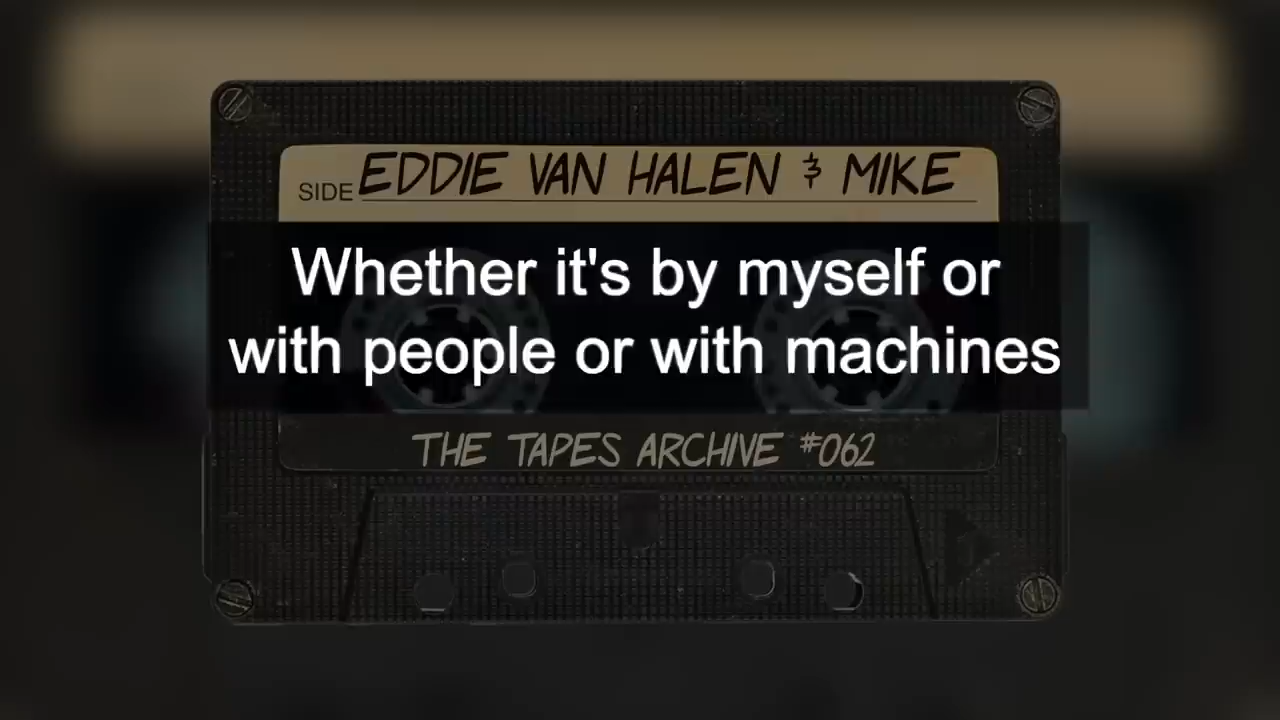 SIDE EDDIE VAN HALEN & MIKE
Whether it's by myself or
with people or with machines
THE TAPES ARCHIVE #062